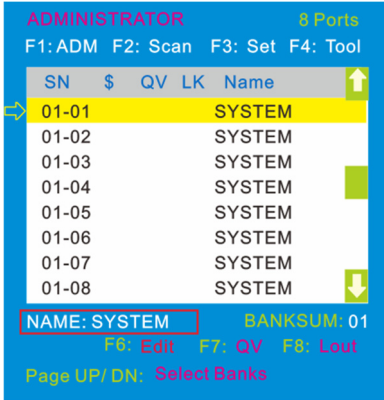 ADMINISTRATOR 8 Ports
F1: ADM F2: Scan F3: Set F4: Tool
SN $ QV LK Name
01-01 SYSTEM
01-02 SYSTEM
01-03 SYSTEM
01-04 SYSTEM
01-05 SYSTEM
01-06 SYSTEM
01-07 SYSTEM
01-08 SYSTEM
NAME: SYSTEM BANKSUM: 01
F6: Edit F7: QV F8: Lout
Page UP/ DN: Select Banks